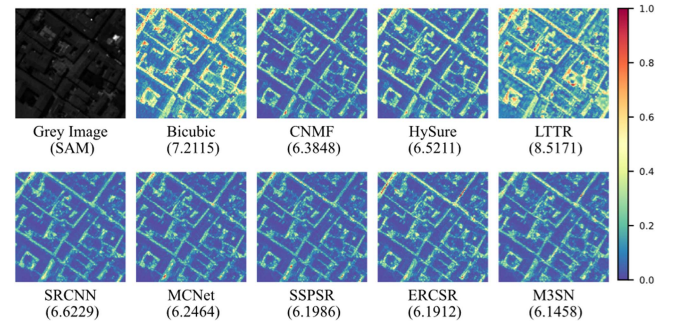 Grey Image Bicubic CNMF HySure LTTR
(SAM) (7.2115) (6.3848) (6.5211) (8.5171)
SRCNN MCNet SSPSR ERCSR M3SN
(6.6229) (6.2464) (6.1986) (6.1912) (6.1458)
1.0
0.8
0.6
0.4
0.2
0.0